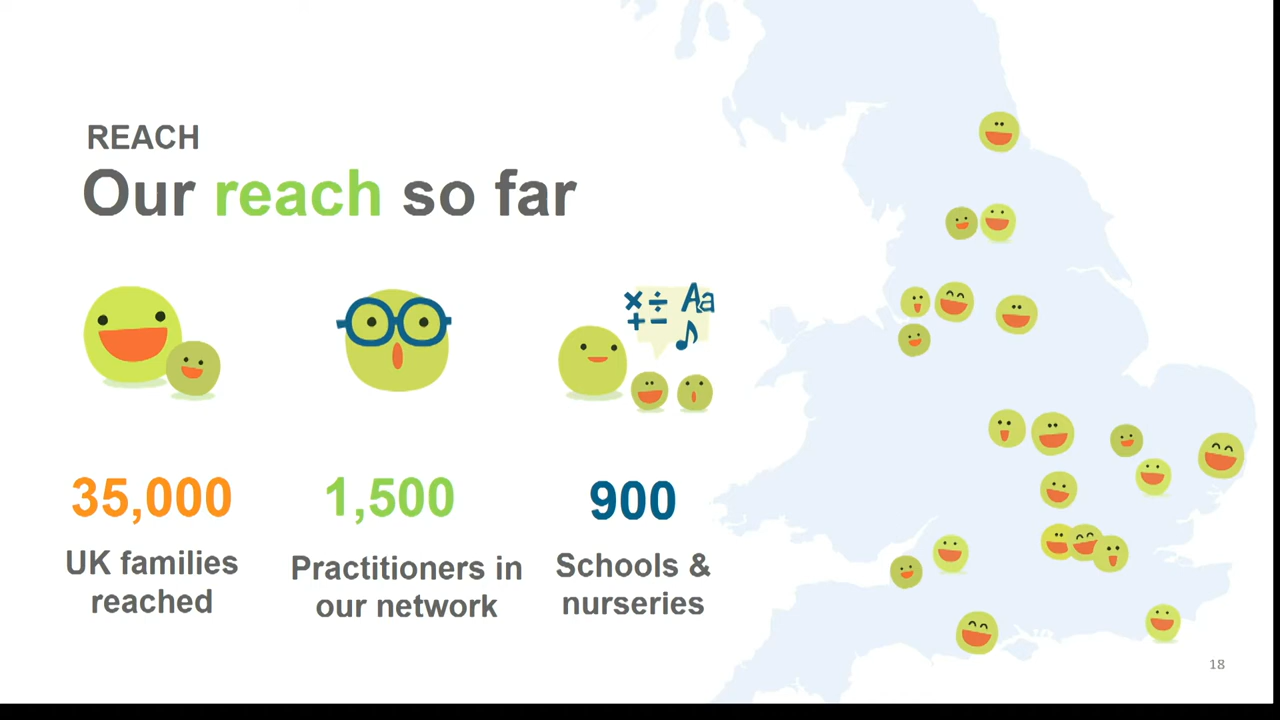 REACH
Our reach so far
× ÷ Aa
+ −
35,000
UK families
reached
1,500
Practitioners in
our network
900
Schools &
nurseries
18